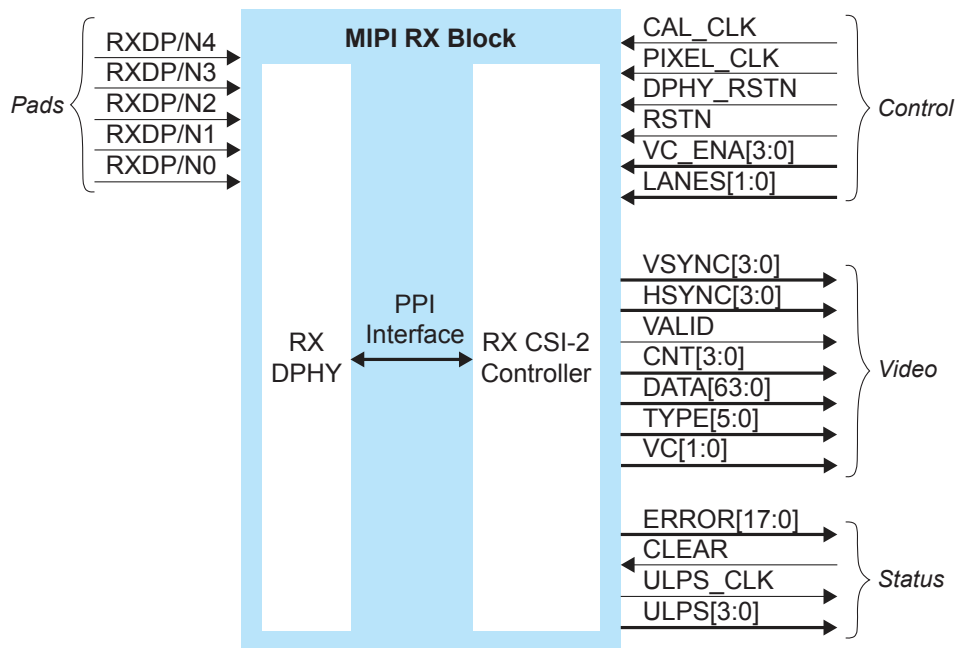 MIPI RX Block
Pads
RXDP/N4
RXDP/N3
RXDP/N2
RXDP/N1
RXDP/N0
RX
DPHY
PPI
Interface
RX CSI-2
Controller
CAL_CLK
PIXEL_CLK
DPHY_RSTN
RSTN
VC_ENA[3:0]
LANES[1:0]
Control
VSYNC[3:0]
HSYNC[3:0]
VALID
CNT[3:0]
DATA[63:0]
TYPE[5:0]
VC[1:0]
Video
ERROR[17:0]
CLEAR
ULPS_CLK
ULPS[3:0]
Status